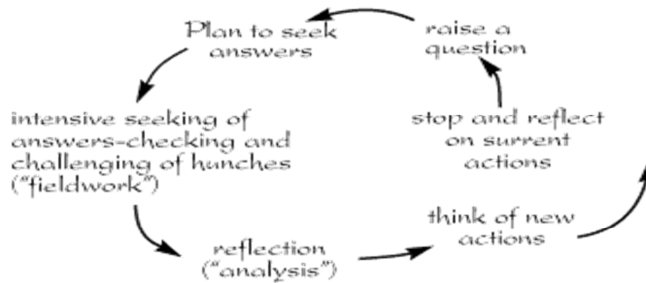 Plan to seek
answers
raise a
question
intensive seeking of
answers-checking and
challenging of hunches
("fieldwork")
stop and reflect
on surrent
actions
think of new
actions
reflection
("analysis")